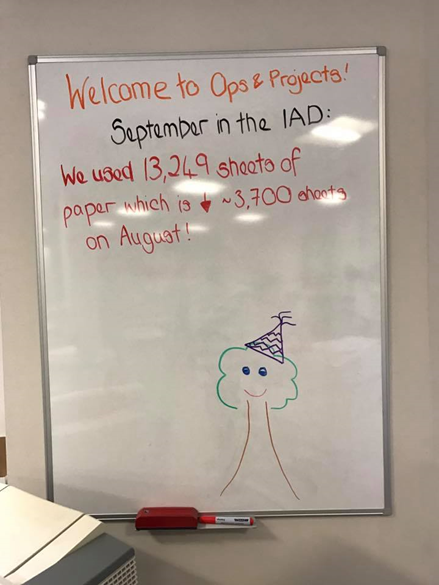 Welcome to Ops & Projects!
September in the IAD:
We used 13,249 sheets of
paper which is ↓ ~3,700 sheets
on August!